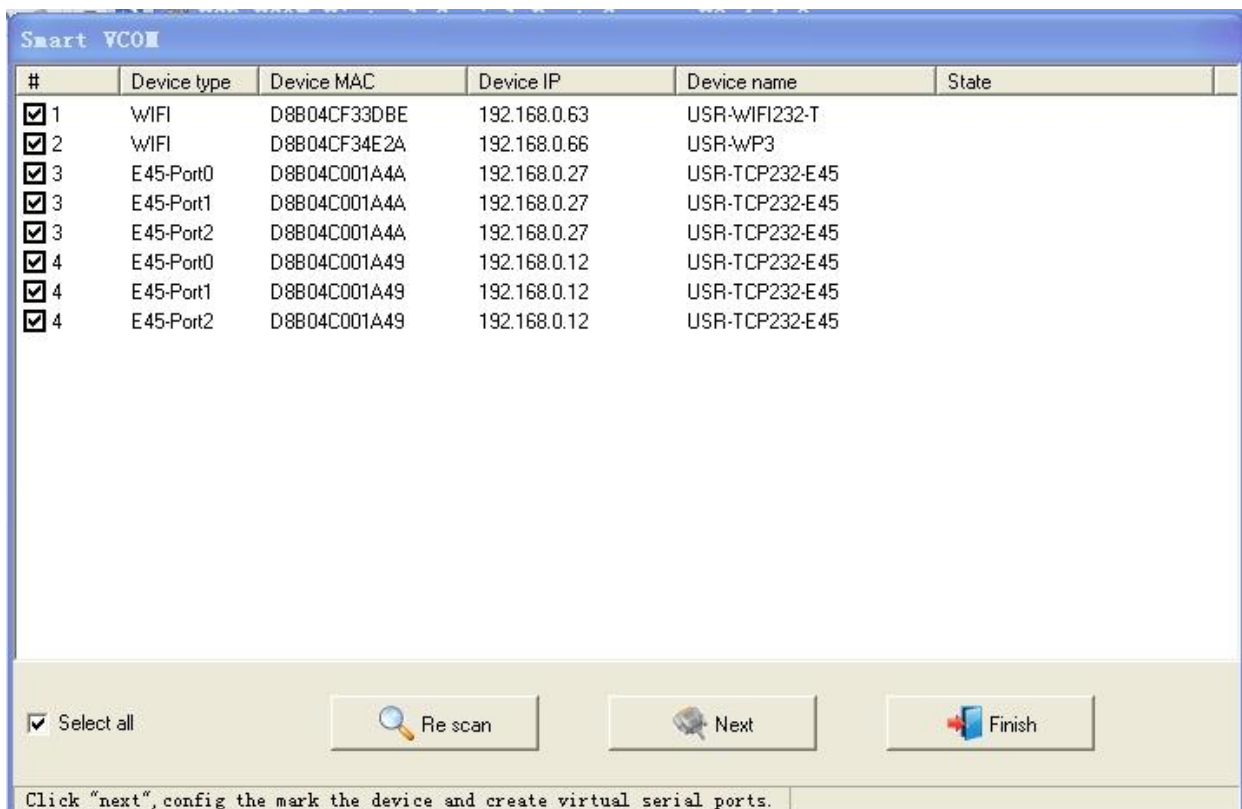 Smart VCOM
# Device type Device MAC Device IP Device name State
1 WIFI D8B04CF33DBE 192.168.0.63 USR-WIFI232-T
2 WIFI D8B04CF34E2A 192.168.0.66 USR-WP3
3 E45-Port0 D8B04C001A4A 192.168.0.27 USR-TCP232-E45
3 E45-Port1 D8B04C001A4A 192.168.0.27 USR-TCP232-E45
3 E45-Port2 D8B04C001A4A 192.168.0.27 USR-TCP232-E45
4 E45-Port0 D8B04C001A49 192.168.0.12 USR-TCP232-E45
4 E45-Port1 D8B04C001A49 192.168.0.12 USR-TCP232-E45
4 E45-Port2 D8B04C001A49 192.168.0.12 USR-TCP232-E45
Select all Re scan Next Finish
Click "next", config the mark the device and create virtual serial ports.